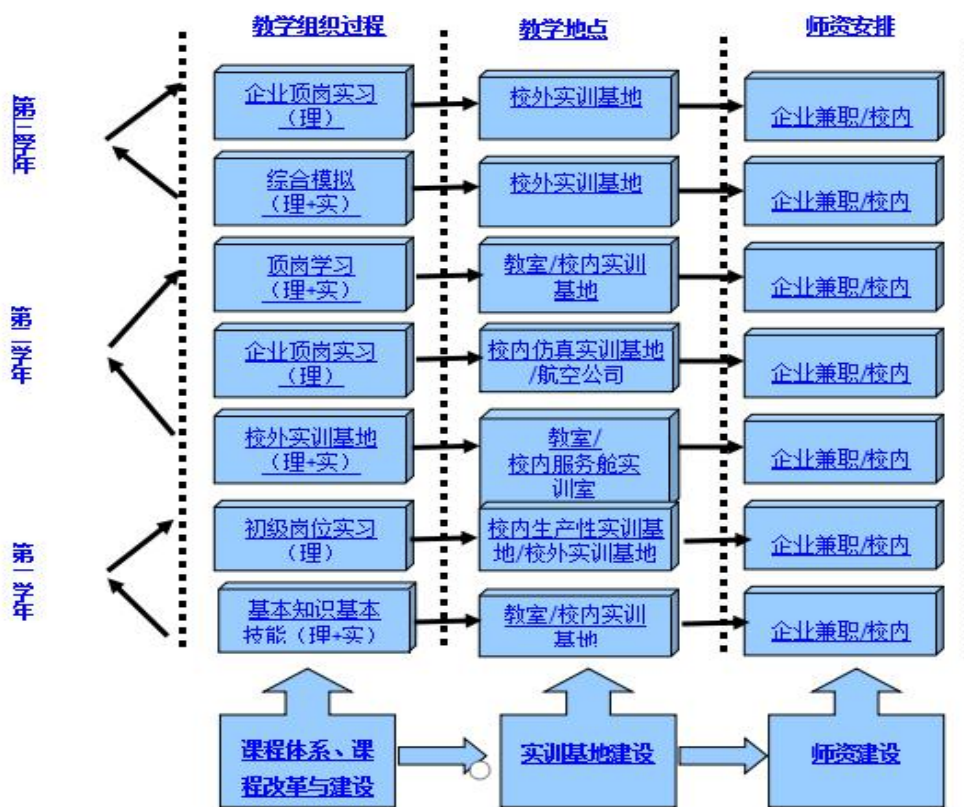 教学组织过程
教学地点
师资安排
第三学年
企业顶岗实习
（理）
校外实训基地
企业兼职/校内
综合模拟
（理+实）
校外实训基地
企业兼职/校内
第二学年
顶岗学习
（理+实）
教室/校内实训
基地
企业兼职/校内
企业顶岗实习
（理）
校内仿真实训基地
/航空公司
企业兼职/校内
校外实训基地
（理+实）
教室/
校内服务舱实
训室
企业兼职/校内
第一学年
初级岗位实习
（理）
校内生产性实训基
地/校外实训基地
企业兼职/校内
基本知识基本
技能（理+实）
教室/校内实训
基地
企业兼职/校内
课程体系、课
程改革与建设
实训基地建设
师资建设